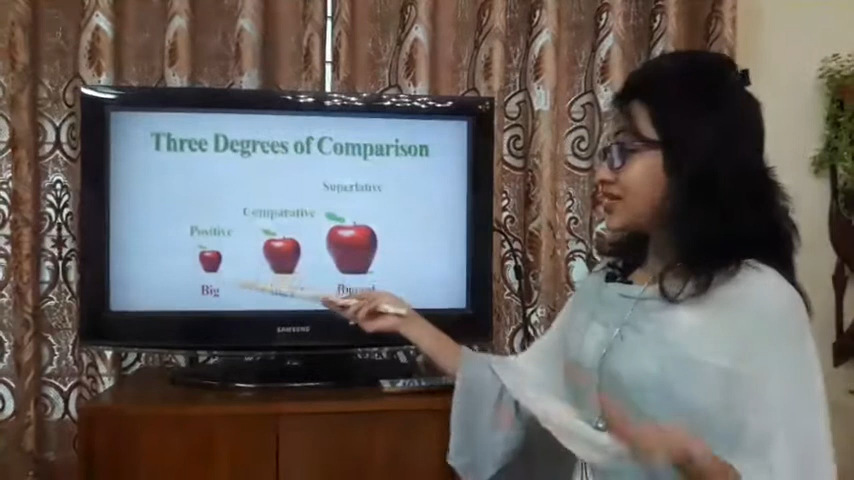 Three Degrees of Comparison
Superlative
Comparative
Positive
Big
SAMSUNG